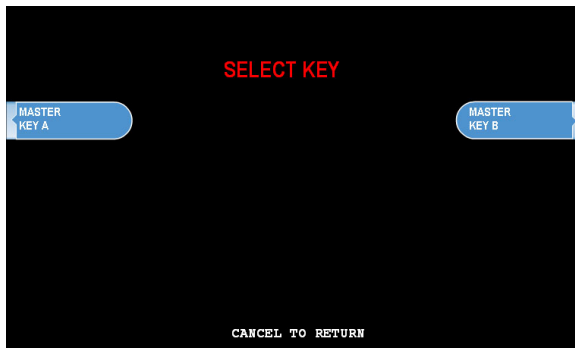 SELECT KEY
MASTER
KEY A
MASTER
KEY B
CANCEL TO RETURN